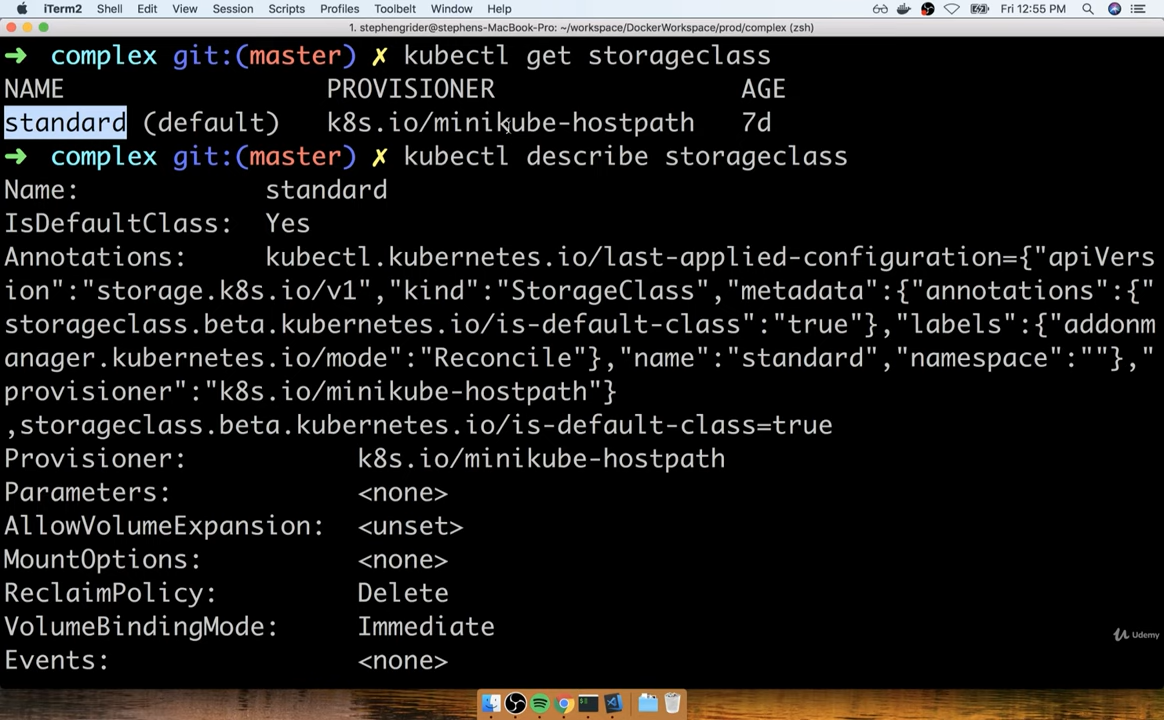 iTerm2 Shell Edit View Session Scripts Profiles Toolbelt Window Help Fri 12:55 PM
1. stephengrider@stephens-MacBook-Pro: ~/workspace/DockerWorkspace/prod/complex (zsh)
➜ complex git:(master) ✗ kubectl get storageclass
NAME PROVISIONER AGE
standard (default) k8s.io/minikube-hostpath 7d
➜ complex git:(master) ✗ kubectl describe storageclass
Name: standard
IsDefaultClass: Yes
Annotations: kubectl.kubernetes.io/last-applied-configuration={"apiVers
ion":"storage.k8s.io/v1","kind":"StorageClass","metadata":{"annotations":{"
storageclass.beta.kubernetes.io/is-default-class":"true"},"labels":{"addonm
anager.kubernetes.io/mode":"Reconcile"},"name":"standard","namespace":""},"
provisioner":"k8s.io/minikube-hostpath"}
,storageclass.beta.kubernetes.io/is-default-class=true
Provisioner: k8s.io/minikube-hostpath
Parameters: <none>
AllowVolumeExpansion: <unset>
MountOptions: <none>
ReclaimPolicy: Delete
VolumeBindingMode: Immediate
Events: <none>
Udemy